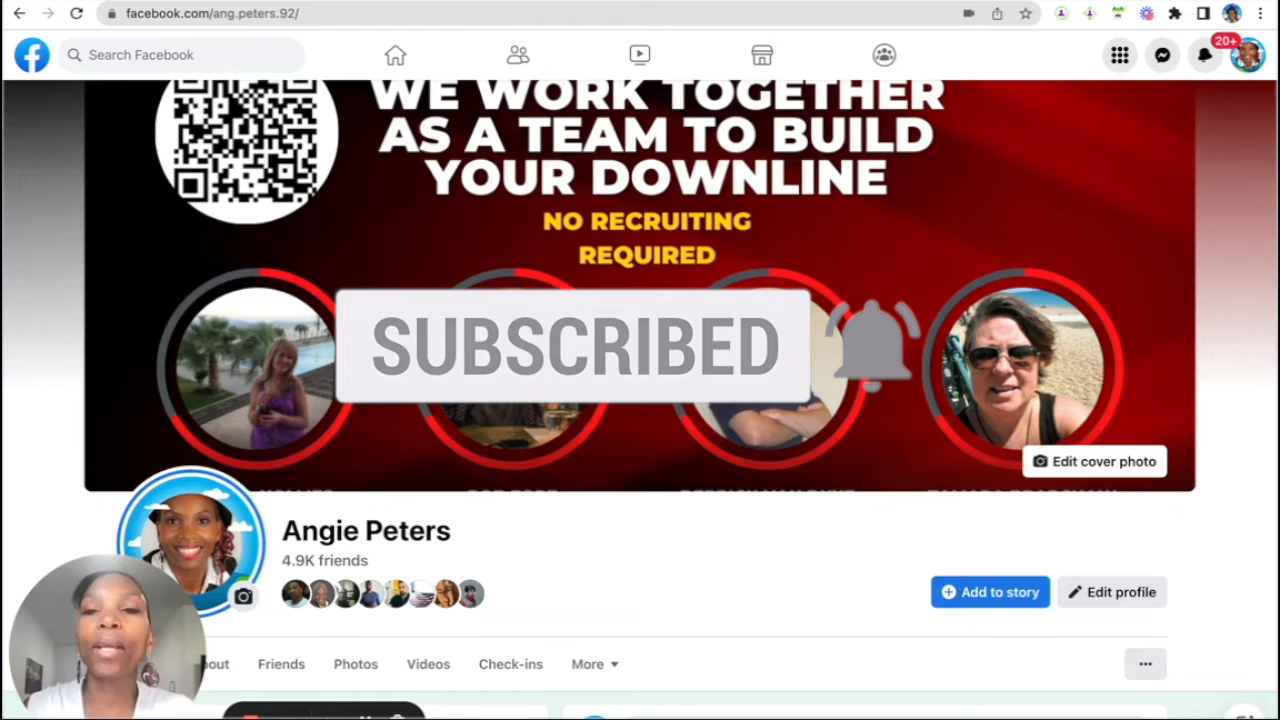 facebook.com/ang.peters.92/
Search Facebook
20+
WE WORK TOGETHER
AS A TEAM TO BUILD
YOUR DOWNLINE
NO RECRUITING
REQUIRED
SUBSCRIBED
Edit cover photo
Angie Peters
4.9K friends
Add to story
Edit profile
Friends
Photos
Videos
Check-ins
More